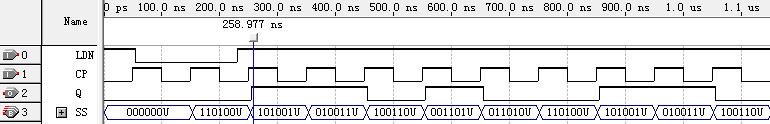 0 ps 100.0 ns 200.0 ns 300.0 ns 400.0 ns 500.0 ns 600.0 ns 700.0 ns 800.0 ns 900.0 ns 1.0 us 1.1 us
Name
258.977 ns
0 LDN
1 CP
2 Q
3 SS 000000U 110100U 101001U 010011U 100110U 001101U 011010U 110100U 101001U 010011U 100110U